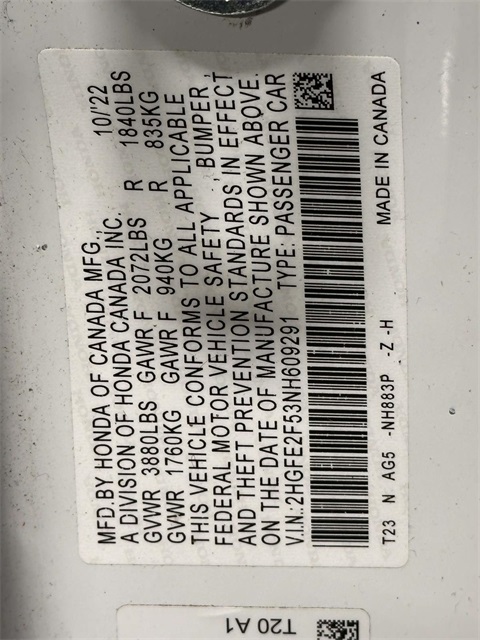 MFD.BY HONDA OF CANADA MFG., 10/'22
A DIVISION OF HONDA CANADA INC.
GVWR 3880LBS GAWR F 2072LBS R 1840LBS
GVWR 1760KG GAWR F 940KG R 835KG
THIS VEHICLE CONFORMS TO ALL APPLICABLE
FEDERAL MOTOR VEHICLE SAFETY, BUMPER,
AND THEFT PREVENTION STANDARDS IN EFFECT
ON THE DATE OF MANUFACTURE SHOWN ABOVE.
V.I.N.:2HGFE2F53NH609291 TYPE: PASSENGER CAR
T23 N AG5 -NH883P -Z -H MADE IN CANADA
T20 A1